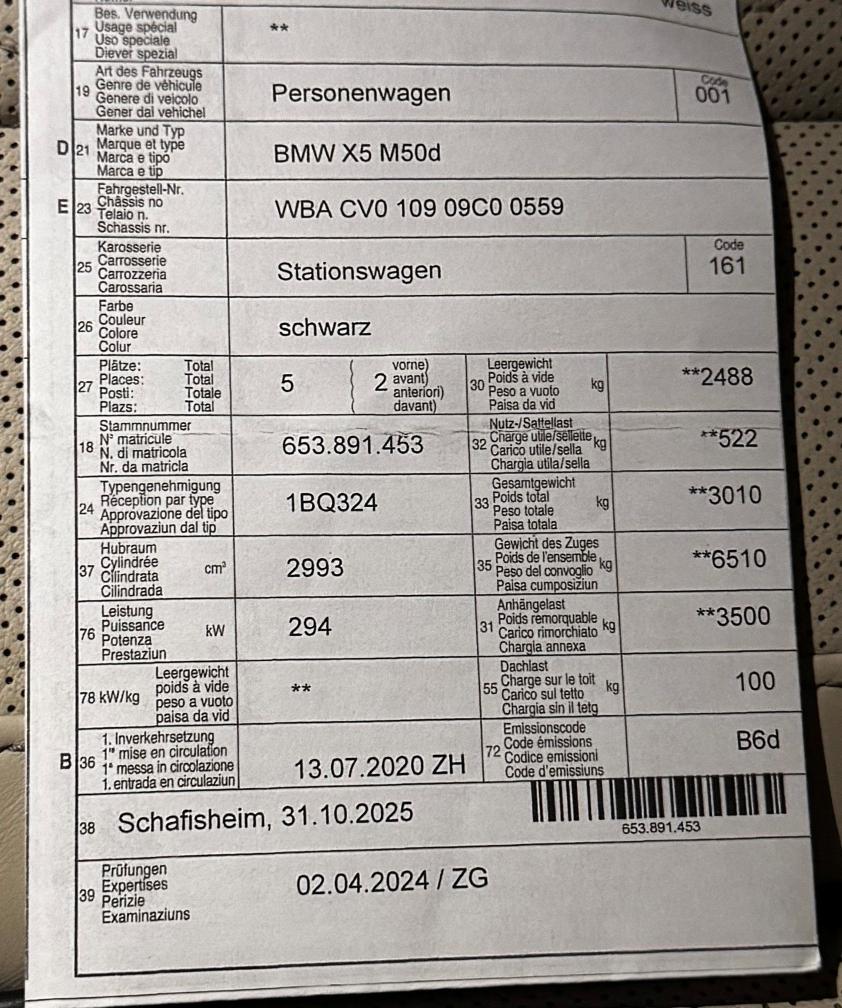 weiss
17 Bes. Verwendung
Usage spécial
Uso speciale
Diever spezial
**
19 Art des Fahrzeugs
Genre de véhicule
Genere di veicolo
Gener dal vehichel
Personenwagen
Code
001
D 21 Marke und Typ
Marque et type
Marca e tipo
Marca e tip
BMW X5 M50d
E 23 Fahrgestell-Nr.
Châssis no
Telaio n.
Schassis nr.
WBA CV0 109 09C0 0559
25 Karosserie
Carrosserie
Carrozzeria
Carossaria
Stationswagen
Code
161
26 Farbe
Couleur
Colore
Colur
schwarz
27 Plätze: Total
Places: Total
Posti: Totale
Plazs: Total
5
( 2 vorne)
avant)
anteriori)
davant)
30 Leergewicht
Poids à vide
Peso a vuoto
Paisa da vid
kg
**2488
18 Stammnummer
N° matricule
N. di matricola
Nr. da matricla
653.891.453
32 Nutz-/Sattellast
Charge utile/sellette
Carico utile/sella
Chargia utila/sella
kg
**522
24 Typengenehmigung
Réception par type
Approvazione del tipo
Approvaziun dal tip
1BQ324
33 Gesamtgewicht
Poids total
Peso totale
Paisa totala
kg
**3010
37 Hubraum
Cylindrée
Cilindrata
Cilindrada
cm³
2993
35 Gewicht des Zuges
Poids de l'ensemble
Peso del convoglio
Paisa cumposiziun
kg
**6510
76 Leistung
Puissance
Potenza
Prestaziun
kW
294
31 Anhängelast
Poids remorquable
Carico rimorchiato
Chargia annexa
kg
**3500
78 kW/kg Leergewicht
poids à vide
peso a vuoto
paisa da vid
**
55 Dachlast
Charge sur le toit
Carico sul tetto
Chargia sin il tetg
kg
100
B 36 1. Inverkehrsetzung
1re mise en circulation
1a messa in circolazione
1. entrada en circulaziun
13.07.2020 ZH
72 Emissionscode
Code émissions
Codice emissioni
Code d'emissiuns
B6d
38 Schafisheim, 31.10.2025
653.891.453
39 Prüfungen
Expertises
Perizie
Examinaziuns
02.04.2024 / ZG